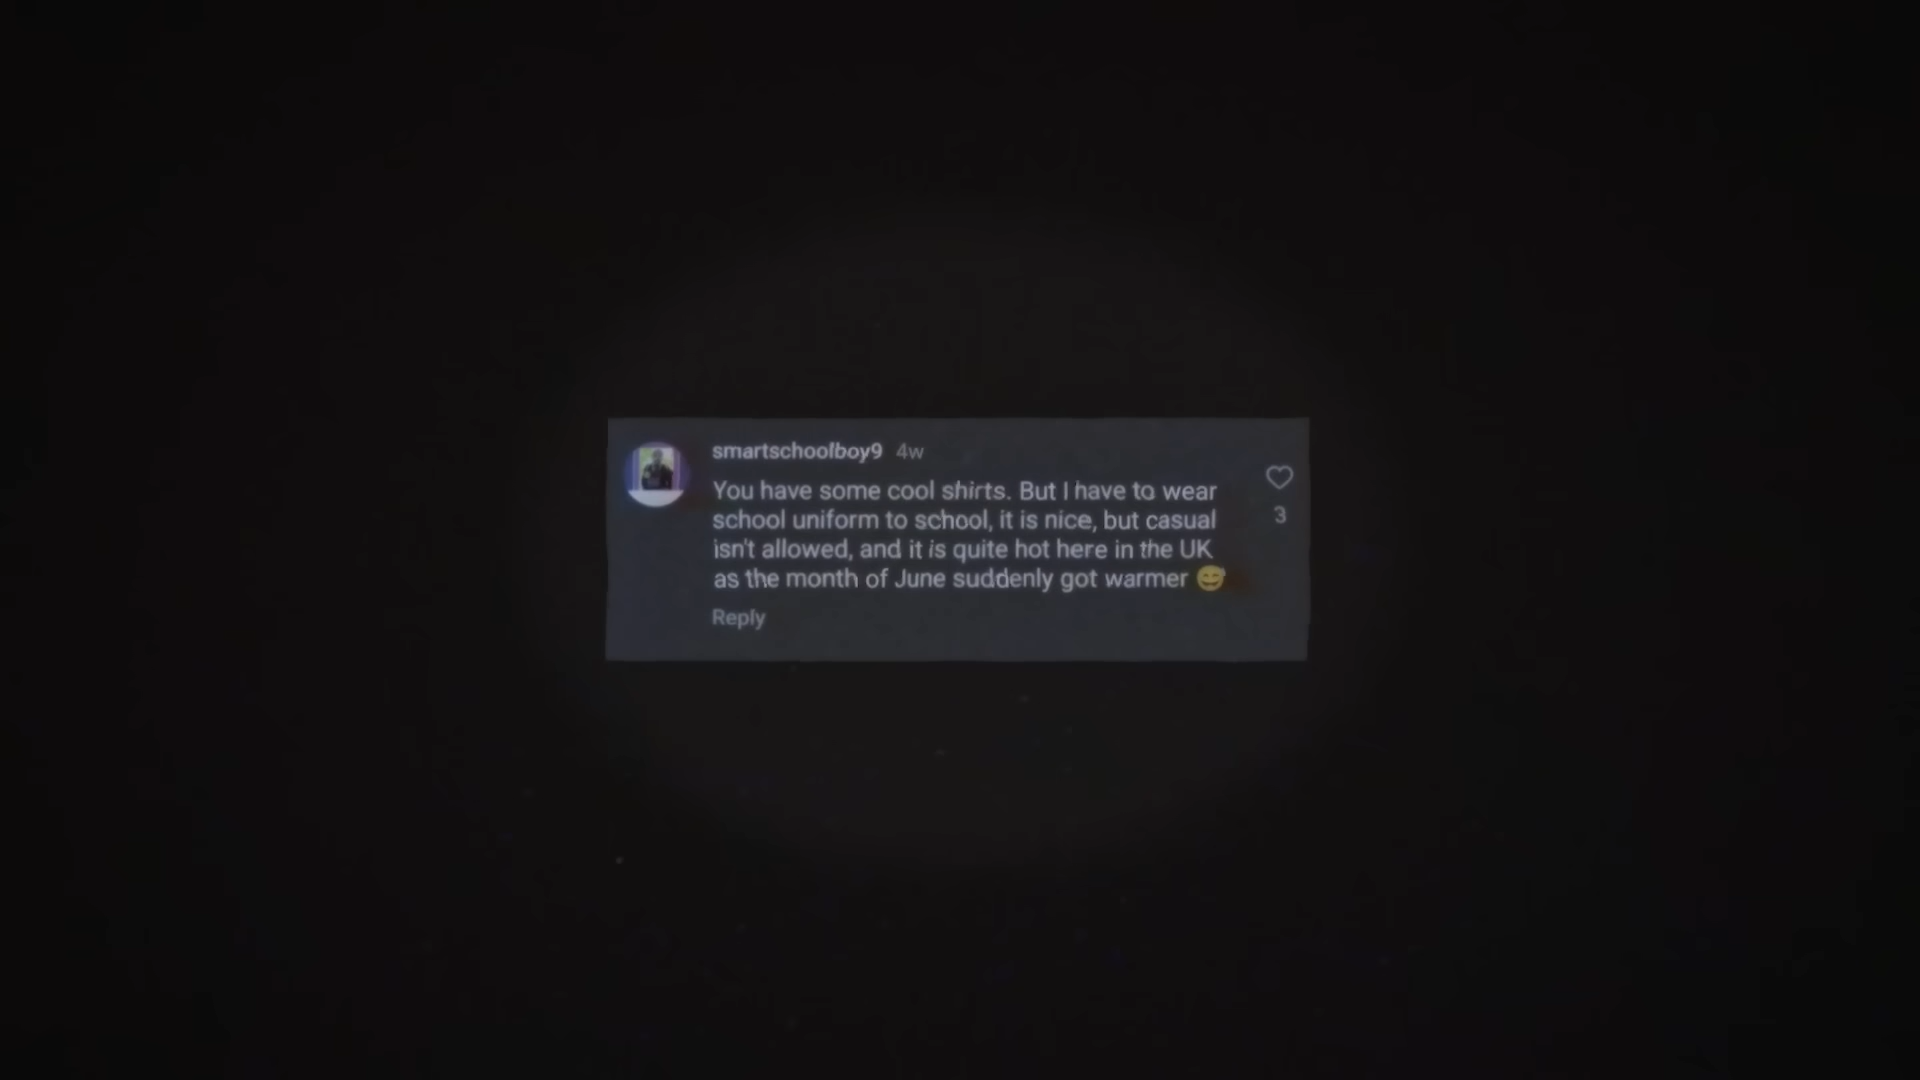 smartschoolboy9 4w
You have some cool shirts. But I have to wear
school uniform to school, it is nice, but casual
isn't allowed, and it is quite hot here in the UK
as the month of June suddenly got warmer 😅
3
Reply